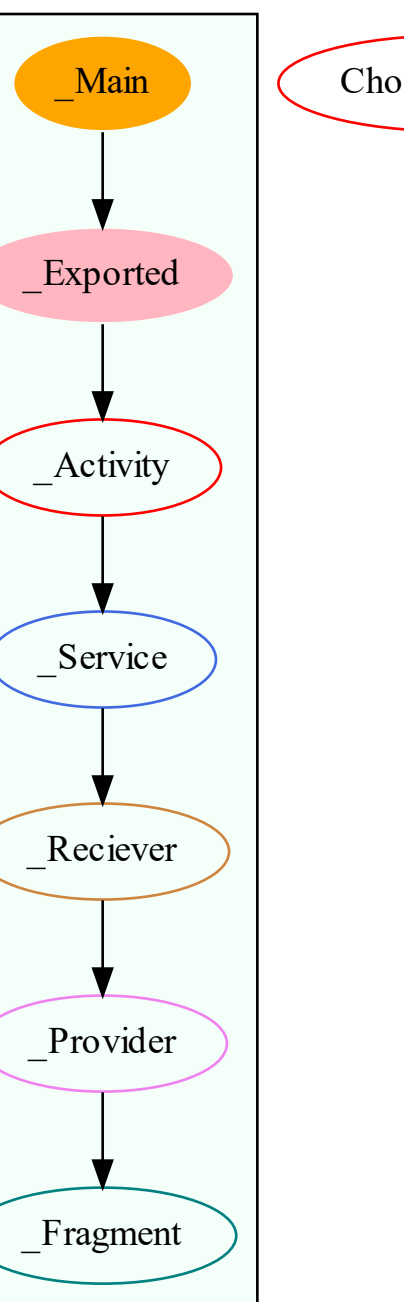 _Main
Cho
_Exported
_Activity
_Service
_Reciever
_Provider
_Fragment